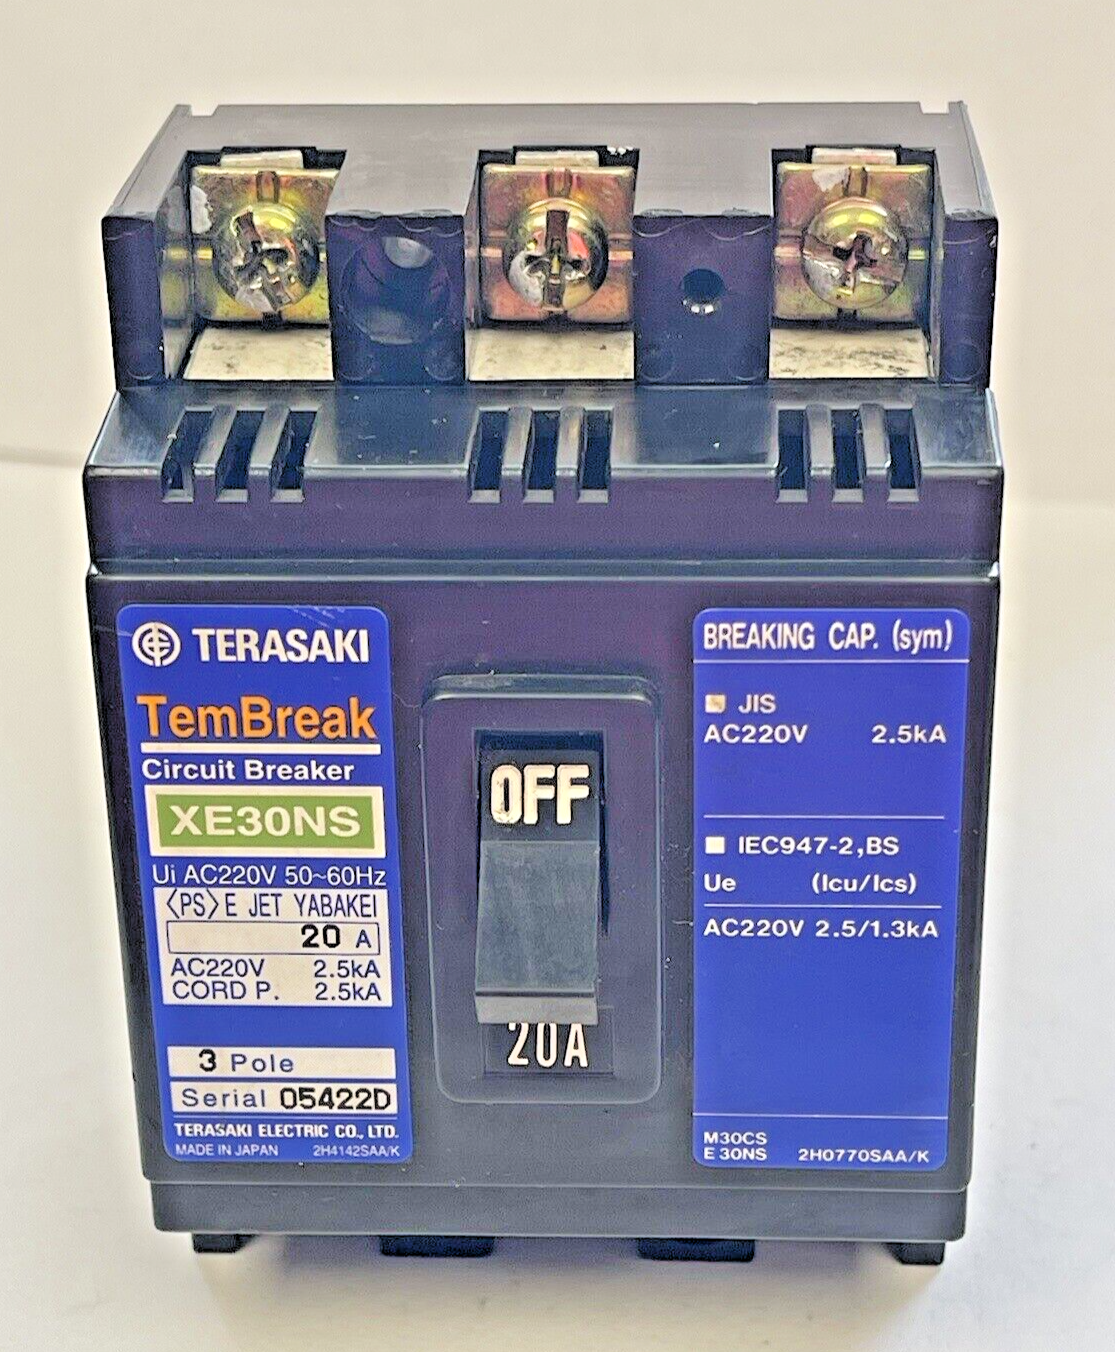 TERASAKI
TemBreak
Circuit Breaker
XE30NS
Ui AC220V 50~60Hz
<PS>E JET YABAKEI
20 A
AC220V 2.5kA
CORD P. 2.5kA
3 Pole
Serial 05422D
TERASAKI ELECTRIC CO., LTD.
MADE IN JAPAN 2H4142SAA/K
OFF
20A
BREAKING CAP. (sym)
JIS
AC220V 2.5kA
IEC947-2,BS
Ue (Icu/Ics)
AC220V 2.5/1.3kA
M30CS
E30NS 2H0770SAA/K